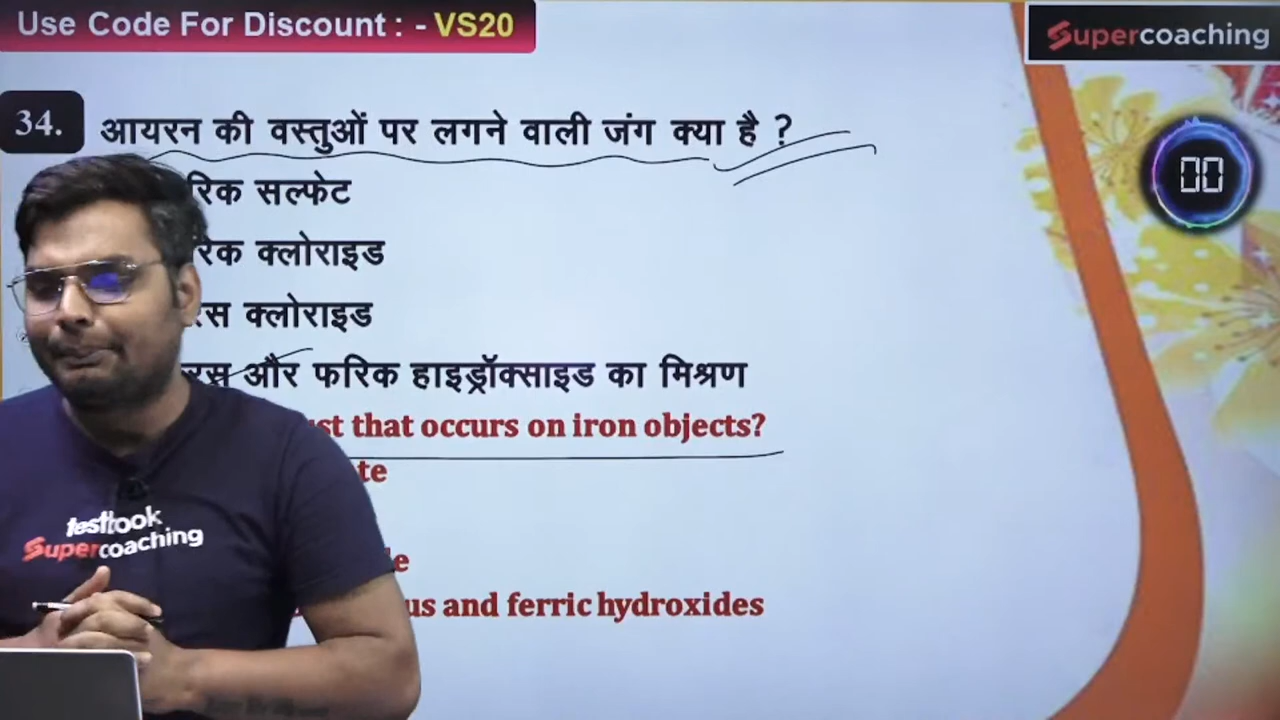 Use Code For Discount : - VS20
Supercoaching
34. आयरन की वस्तुओं पर लगने वाली जंग क्या है ?
00
रिक सल्फेट
रिक क्लोराइड
रस क्लोराइड
रस और फरिक हाइड्रॉक्साइड का मिश्रण
st that occurs on iron objects?
te
e
us and ferric hydroxides
testbook
Supercoaching